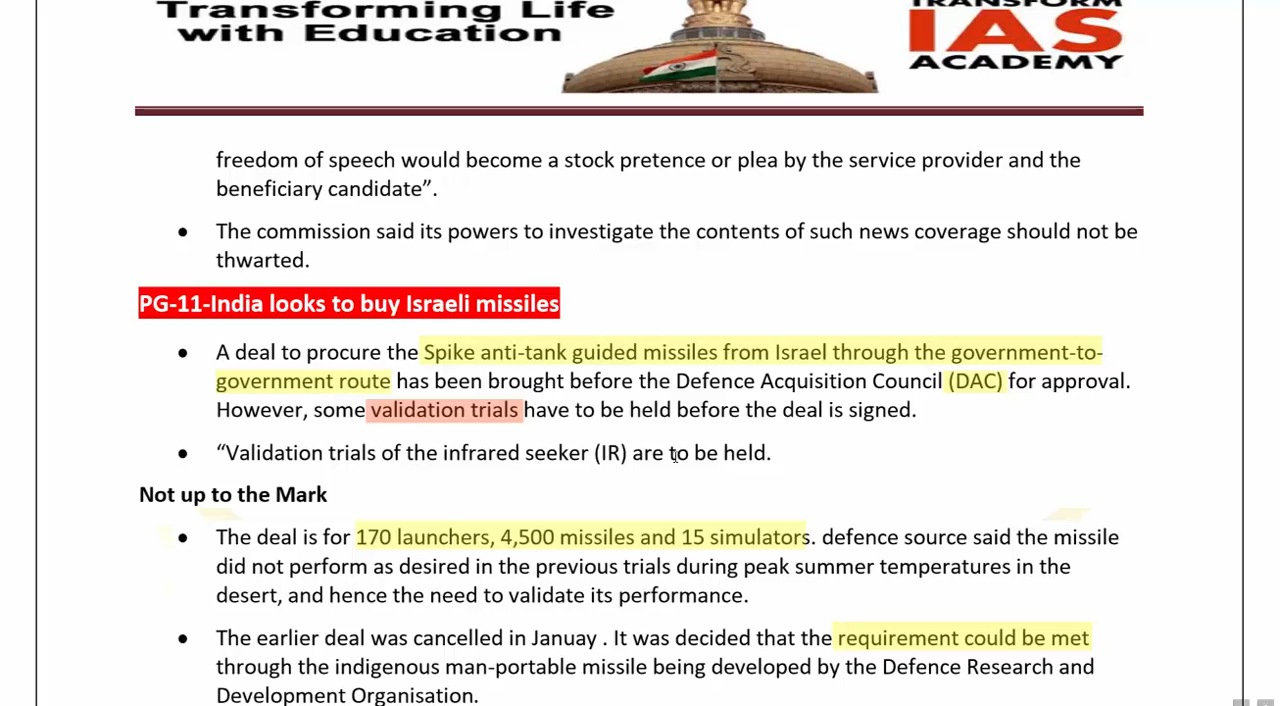 Transforming Life
with Education
TRANSFORM
IAS
ACADEMY
freedom of speech would become a stock pretence or plea by the service provider and the
beneficiary candidate”.
• The commission said its powers to investigate the contents of such news coverage should not be
thwarted.
PG-11-India looks to buy Israeli missiles
• A deal to procure the Spike anti-tank guided missiles from Israel through the government-to-
government route has been brought before the Defence Acquisition Council (DAC) for approval.
However, some validation trials have to be held before the deal is signed.
• “Validation trials of the infrared seeker (IR) are to be held.
Not up to the Mark
• The deal is for 170 launchers, 4,500 missiles and 15 simulators. defence source said the missile
did not perform as desired in the previous trials during peak summer temperatures in the
desert, and hence the need to validate its performance.
• The earlier deal was cancelled in Januay . It was decided that the requirement could be met
through the indigenous man-portable missile being developed by the Defence Research and
Development Organisation.